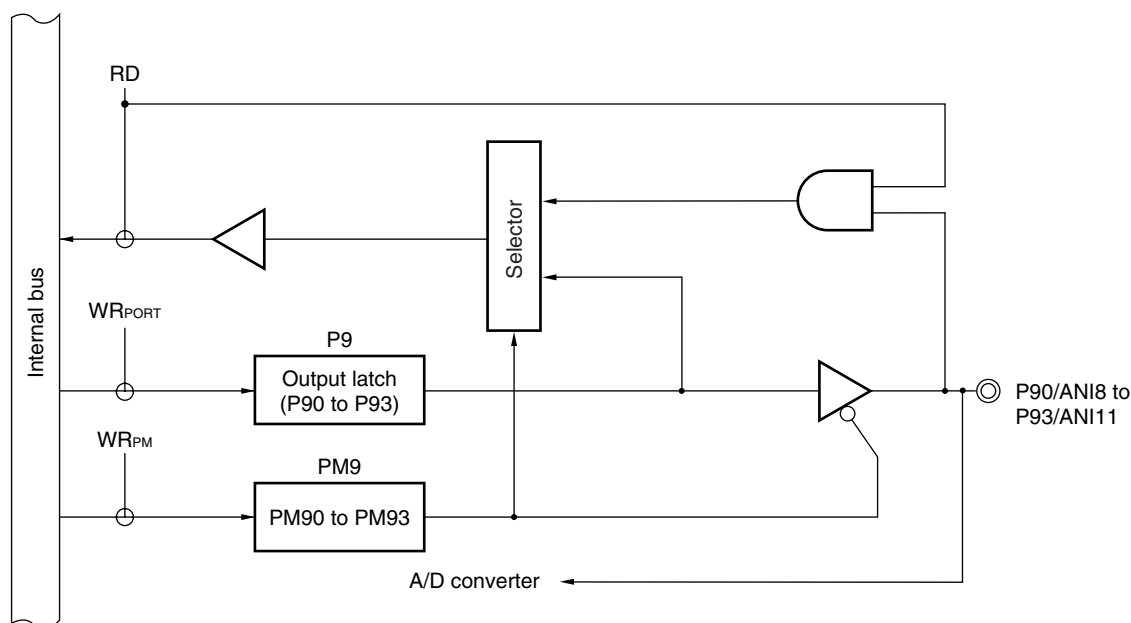 RD
Selector
Internal bus
WRPORT
P9
Output latch
(P90 to P93)
P90/ANI8 to
P93/ANI11
WRPM
PM9
PM90 to PM93
A/D converter